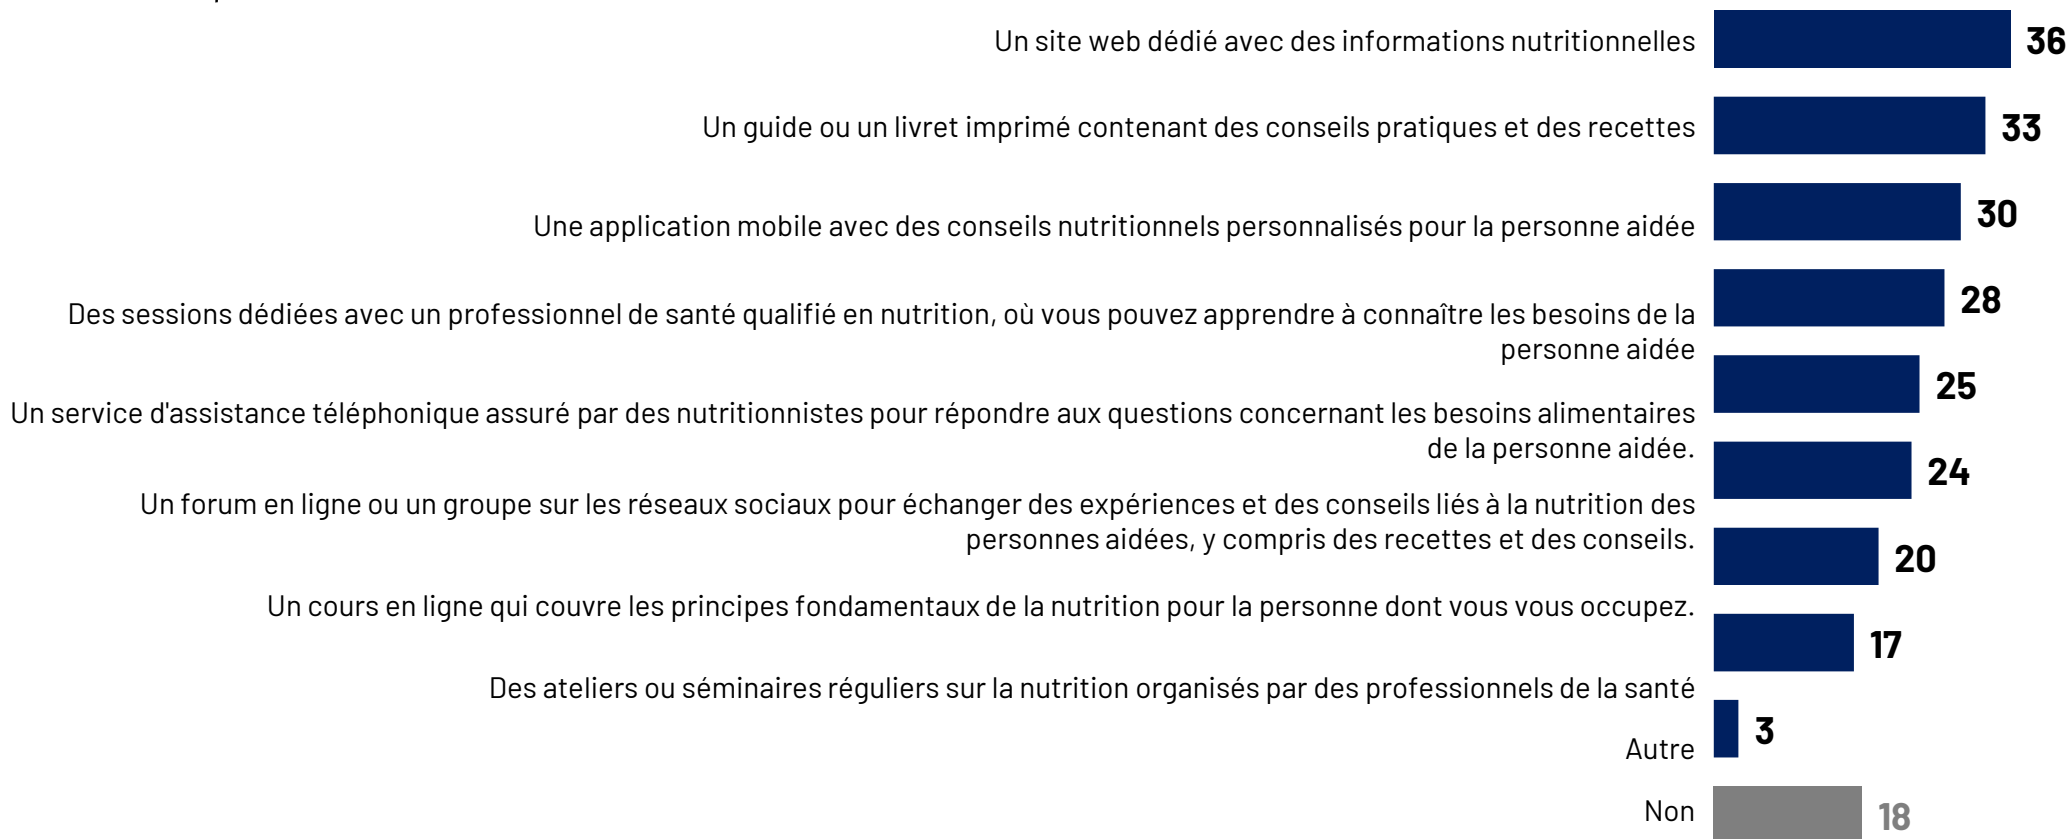 Un site web dédié avec des informations nutritionnelles
36
Un guide ou un livret imprimé contenant des conseils pratiques et des recettes
33
Une application mobile avec des conseils nutritionnels personnalisés pour la personne aidée
30
Des sessions dédiées avec un professionnel de santé qualifié en nutrition, où vous pouvez apprendre à connaître les besoins de la
personne aidée
28
Un service d'assistance téléphonique assuré par des nutritionnistes pour répondre aux questions concernant les besoins alimentaires
de la personne aidée.
25
Un forum en ligne ou un groupe sur les réseaux sociaux pour échanger des expériences et des conseils liés à la nutrition des
personnes aidées, y compris des recettes et des conseils.
24
Un cours en ligne qui couvre les principes fondamentaux de la nutrition pour la personne dont vous vous occupez.
20
Des ateliers ou séminaires réguliers sur la nutrition organisés par des professionnels de la santé
17
Autre
3
Non
18